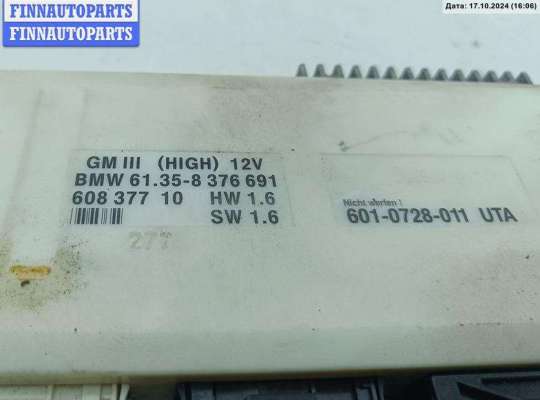 FINNAUTOPARTS
FINNAUTOPARTS
FINNAUTOPARTS
Дата: 17.10.2024 (16:06)
GM III (HIGH) 12V
BMW 61.35-8 376 691
608 377 10 HW 1.6
SW 1.6
277
Nicht werfen !
601-0728-011 UTA